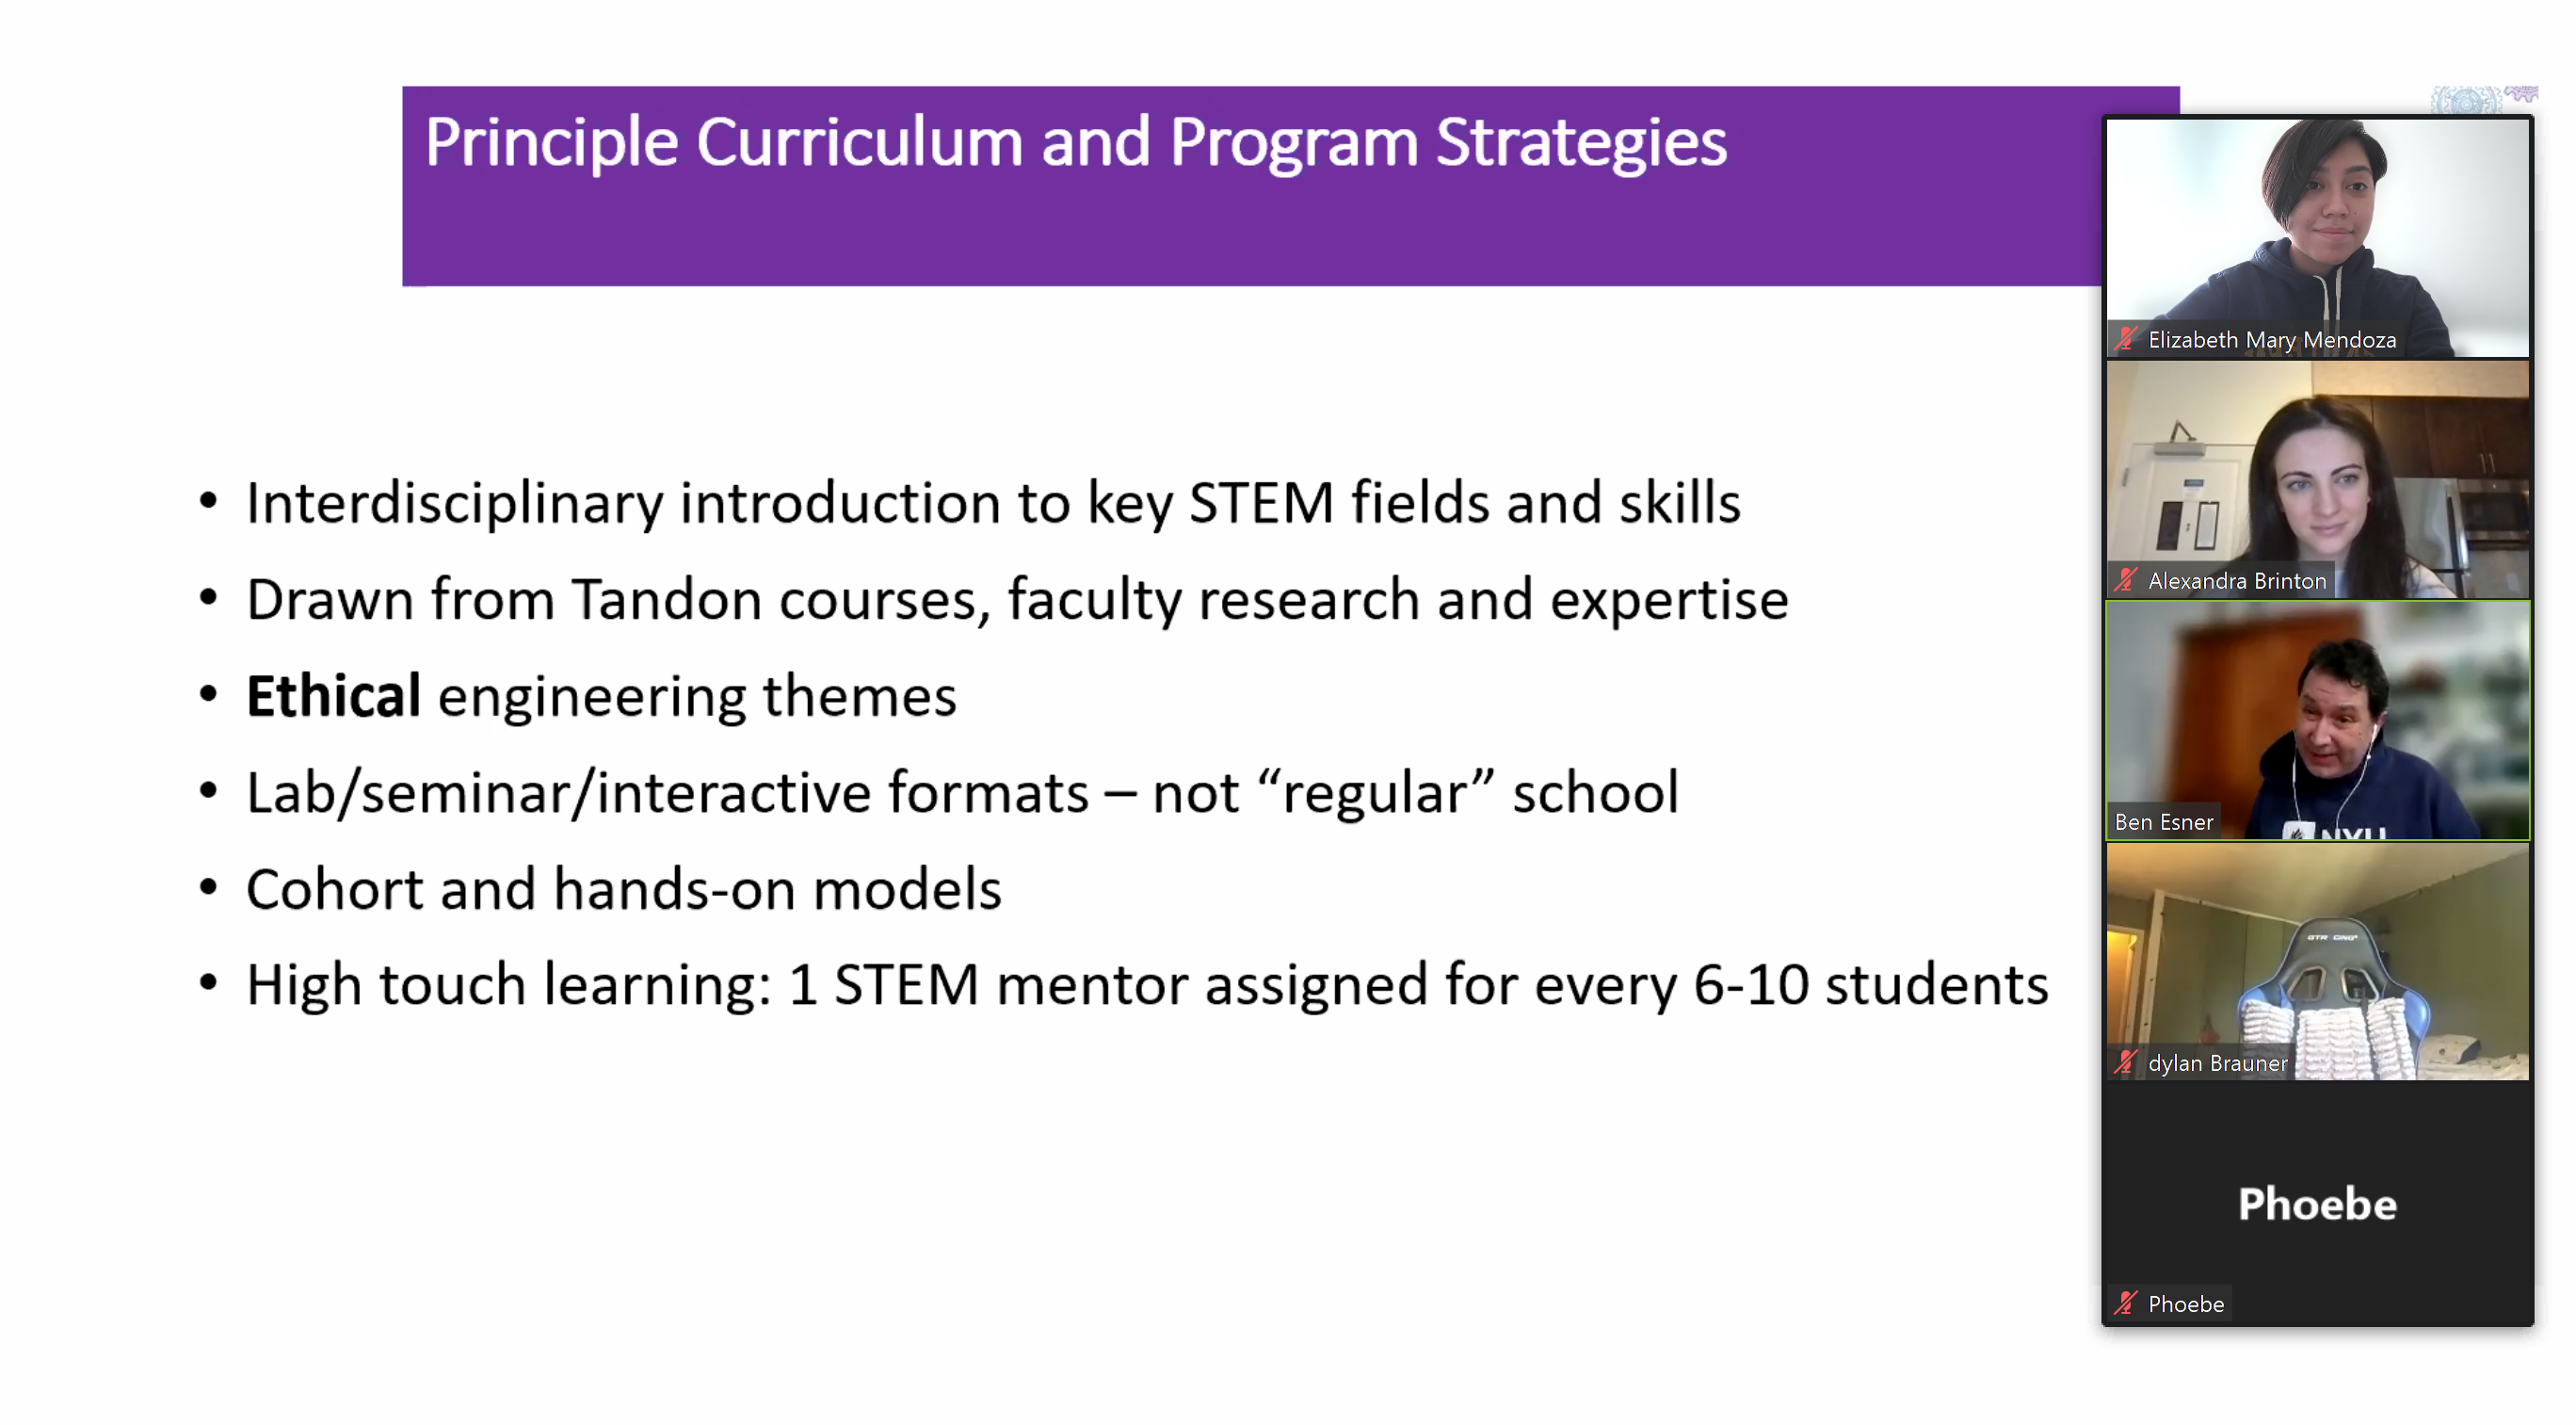 Principle Curriculum and Program Strategies
• Interdisciplinary introduction to key STEM fields and skills
• Drawn from Tandon courses, faculty research and expertise
• Ethical engineering themes
• Lab/seminar/interactive formats – not “regular” school
• Cohort and hands-on models
• High touch learning: 1 STEM mentor assigned for every 6-10 students
Elizabeth Mary Mendoza
Alexandra Brinton
NYU
Ben Esner
dylan Brauner
Phoebe
Phoebe